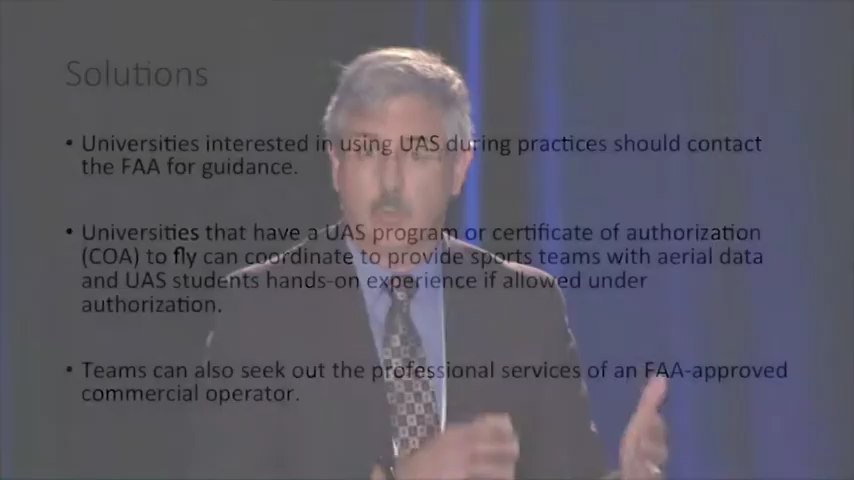 Solutions
• Universities interested in using UAS during practices should contact
the FAA for guidance.
• Universities that have a UAS program or certificate of authorization
(COA) to fly can coordinate to provide sports teams with aerial data
and UAS students hands-on experience if allowed under
authorization.
• Teams can also seek out the professional services of an FAA-approved
commercial operator.